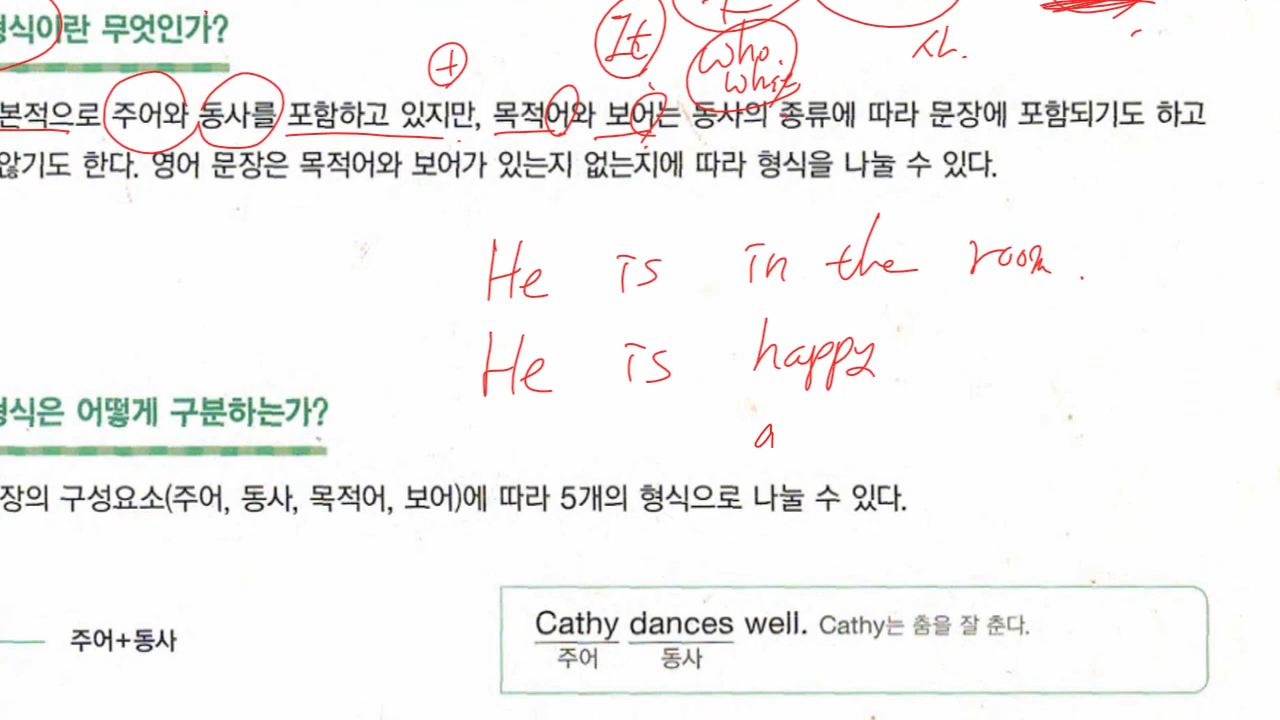 형식이란 무엇인가?
+
It
who.
what
사.
본적으로 주어와 동사를 포함하고 있지만, 목적어와 보어는 동사의 종류에 따라 문장에 포함되기도 하고
않기도 한다. 영어 문장은 목적어와 보어가 있는지 없는지에 따라 형식을 나눌 수 있다.
He is in the room.
He is happy
a
형식은 어떻게 구분하는가?
장의 구성요소(주어, 동사, 목적어, 보어)에 따라 5개의 형식으로 나눌 수 있다.
주어+동사
Cathy dances well. Cathy는 춤을 잘 춘다.
주어 동사